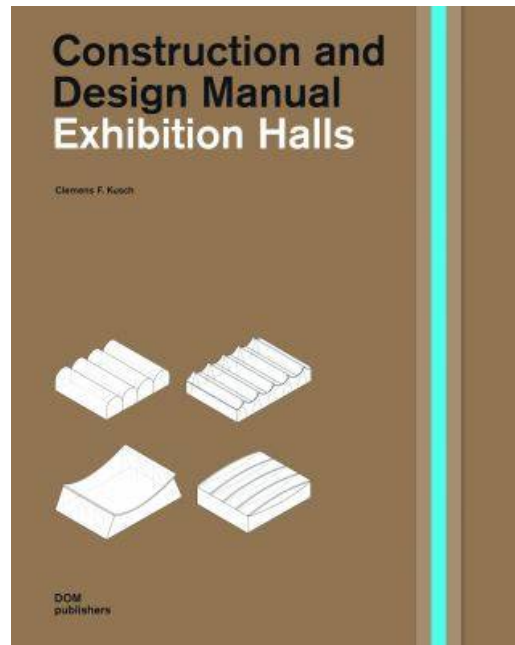 Construction and
Design Manual
Exhibition Halls
Clemens F. Kusch
DOM
publishers